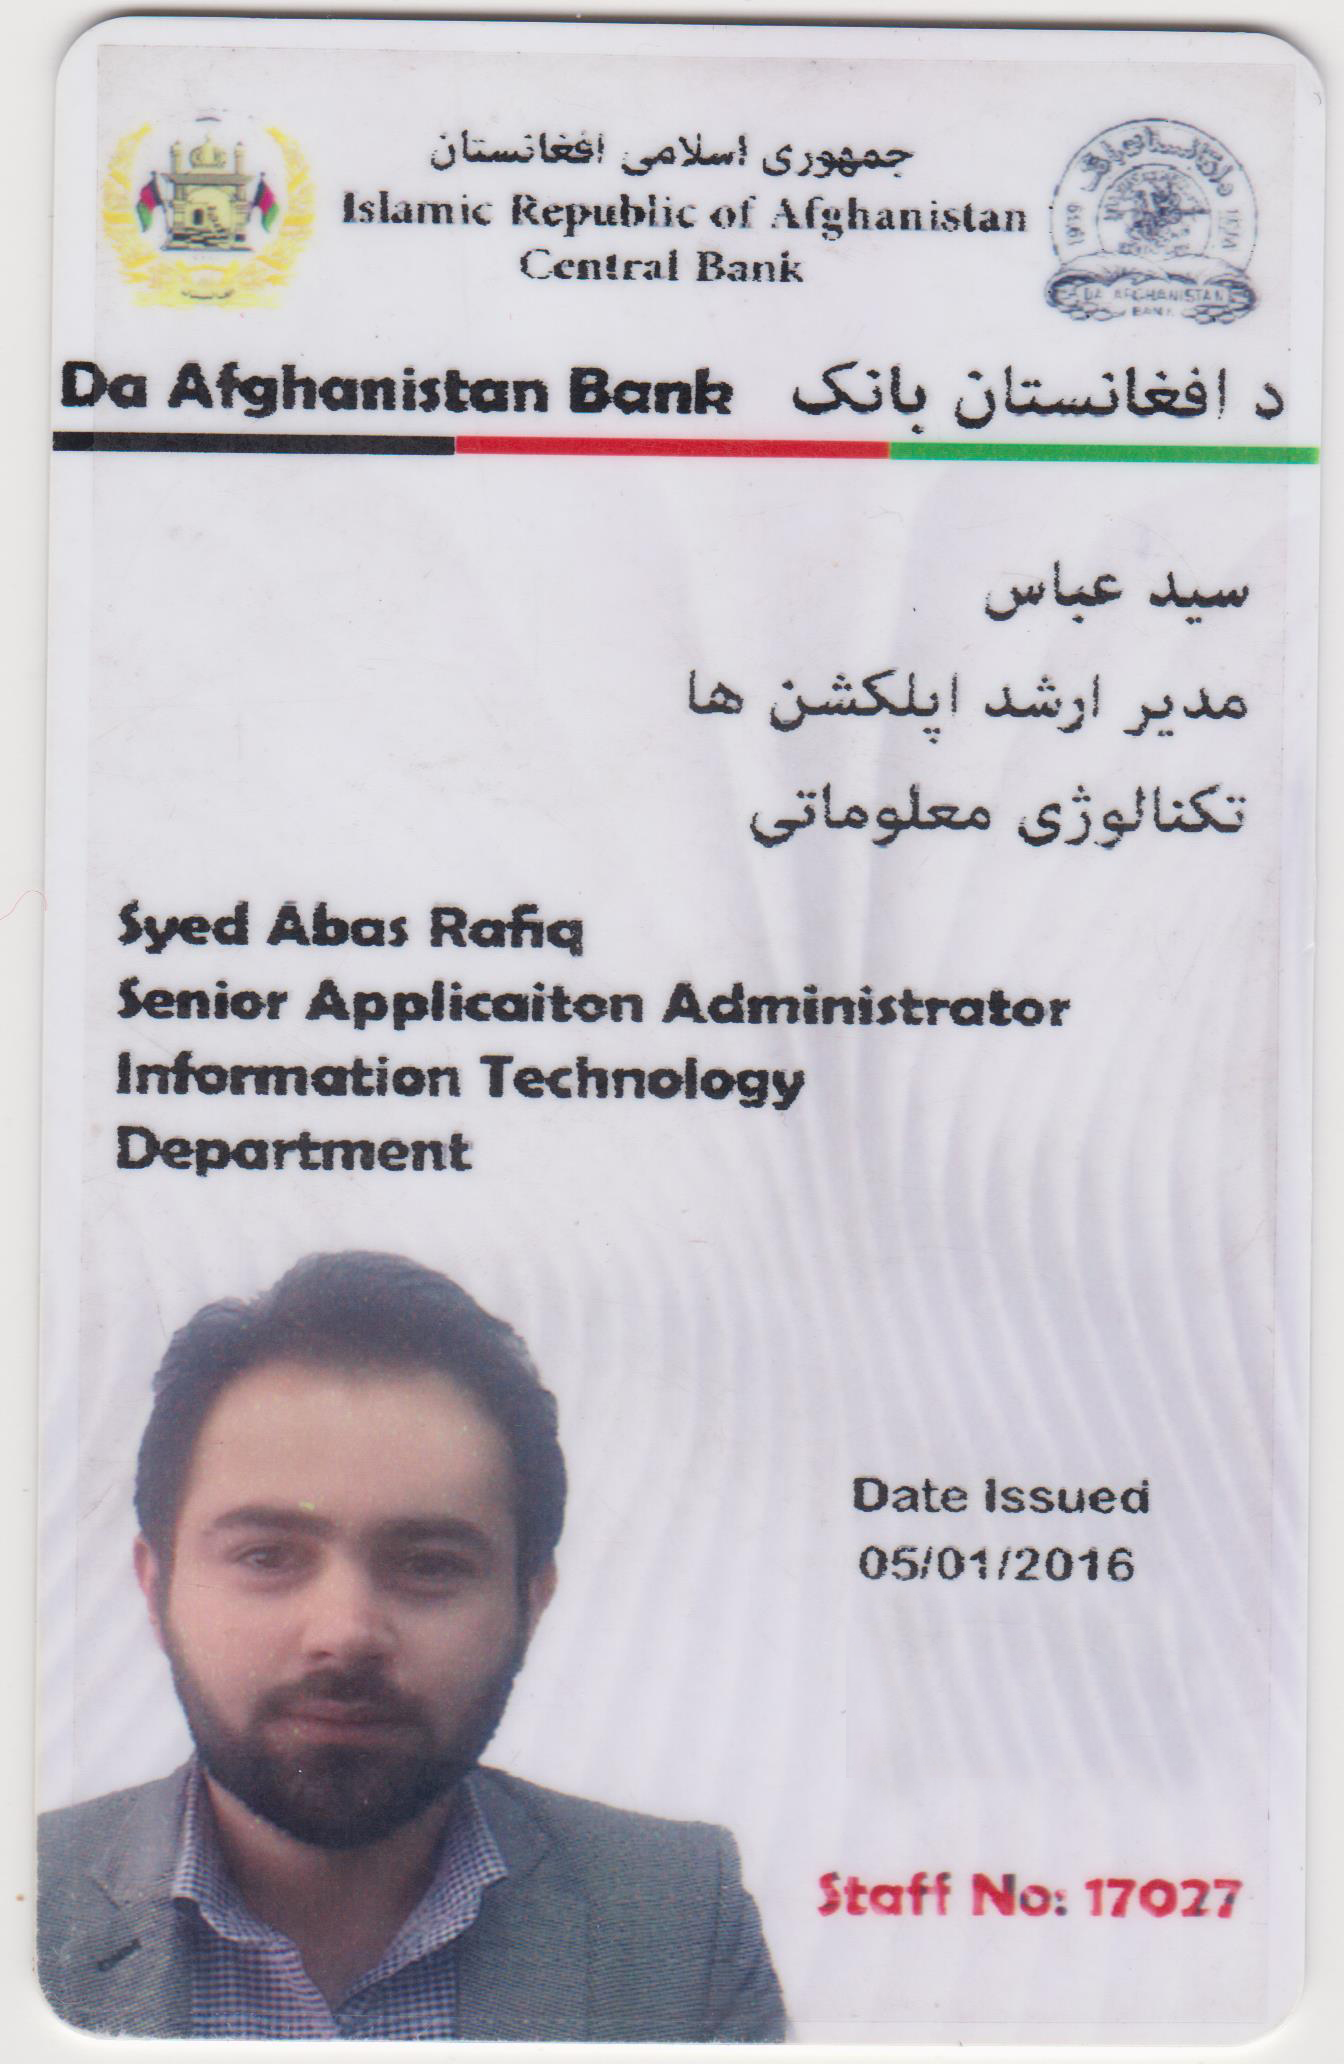 جمهوری اسلامی افغانستان
Islamic Republic of Afghanistan
Central Bank
1939
DA AFGHANISTAN
BANK
Da Afghanistan Bank د افغانستان بانک
سید عباس
مدیر ارشد اپلکشن ها
تکنالوژی معلوماتی
Syed Abas Rafiq
Senior Applicaiton Administrator
Information Technology
Department
Date Issued
05/01/2016
Staff No: 17027